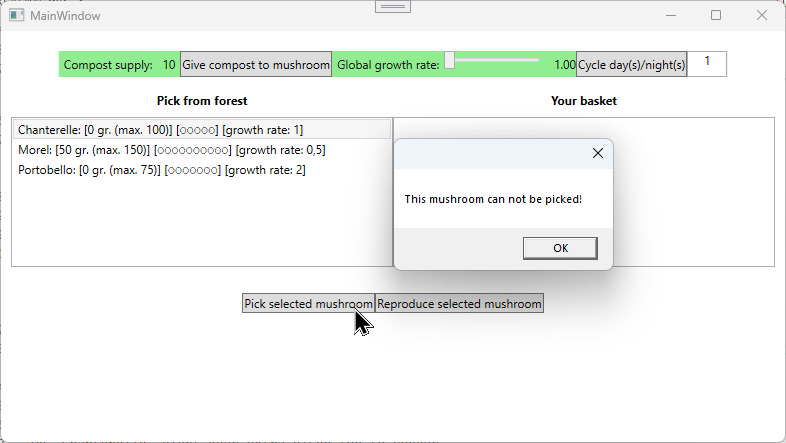 MainWindow
Compost supply: 10 Give compost to mushroom Global growth rate: 1.00 Cycle day(s)/night(s) 1
Pick from forest Your basket
Chanterelle: [0 gr. (max. 100)] [○○○○○] [growth rate: 1]
Morel: [50 gr. (max. 150)] [○○○○○○○○○○] [growth rate: 0,5]
Portobello: [0 gr. (max. 75)] [○○○○○○○] [growth rate: 2]
This mushroom can not be picked!
OK
Pick selected mushroom Reproduce selected mushroom